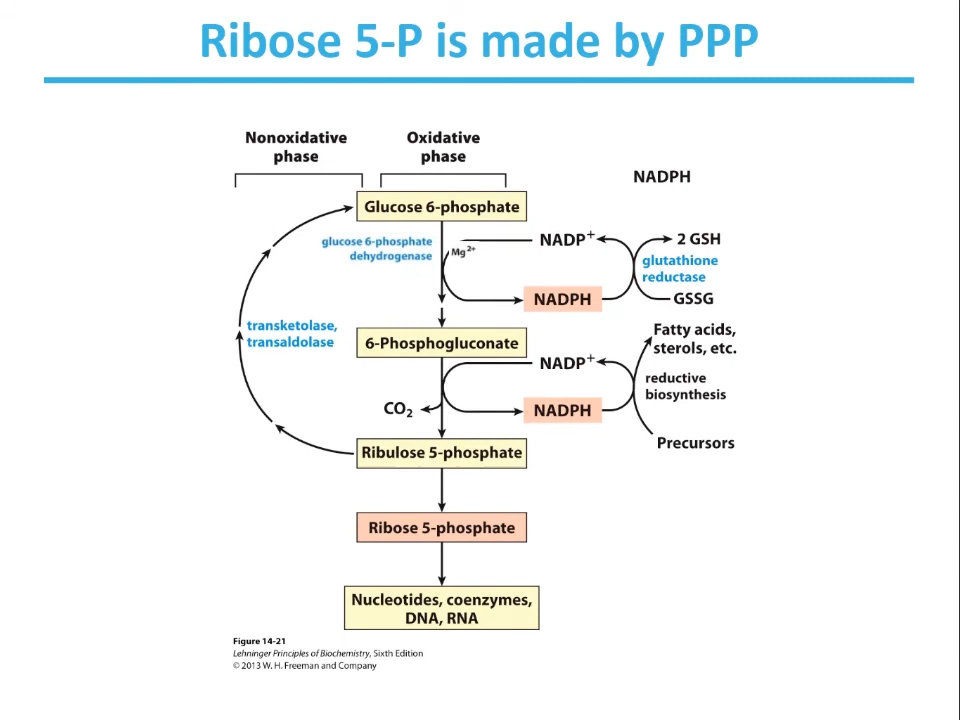 Ribose 5-P is made by PPP
Nonoxidative
phase
Oxidative
phase
NADPH
Glucose 6-phosphate
glucose 6-phosphate
dehydrogenase
Mg2+
NADP+
2 GSH
glutathione
reductase
NADPH
GSSG
transketolase,
transaldolase
6-Phosphogluconate
Fatty acids,
sterols, etc.
NADP+
reductive
biosynthesis
CO2
NADPH
Precursors
Ribulose 5-phosphate
Ribose 5-phosphate
Nucleotides, coenzymes,
DNA, RNA
Figure 14-21
Lehninger Principles of Biochemistry, Sixth Edition
© 2013 W. H. Freeman and Company